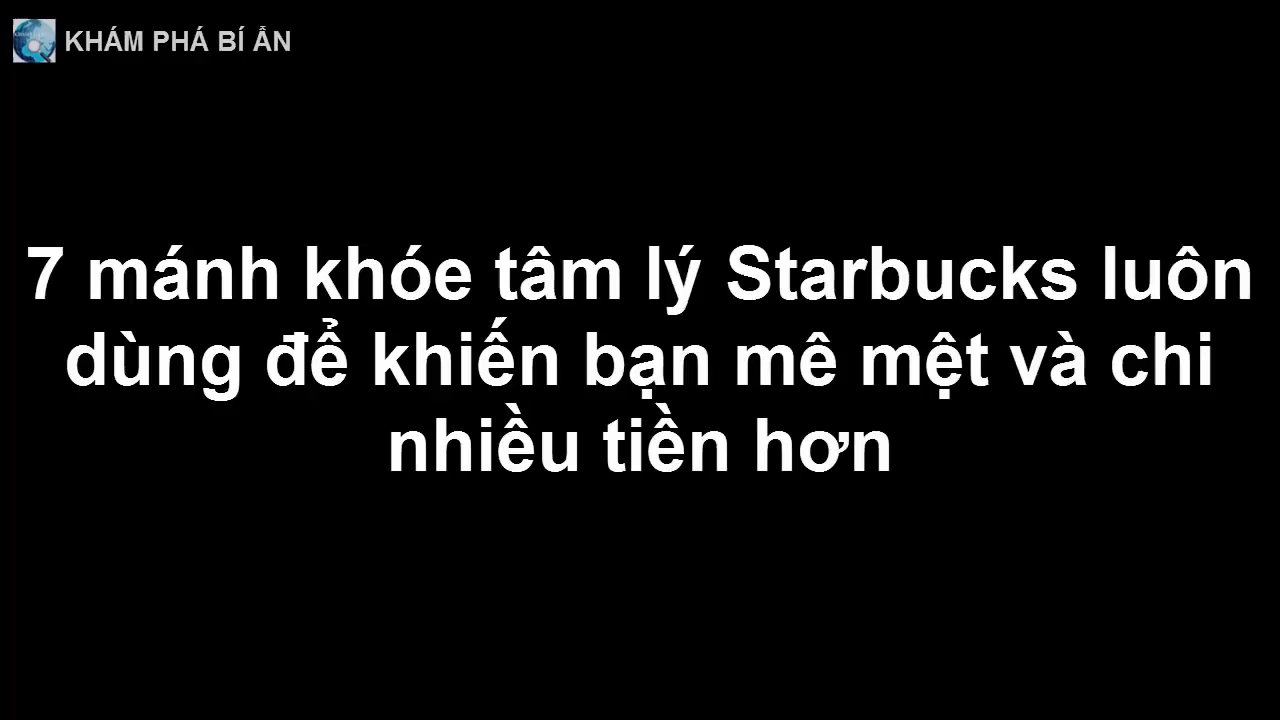 KHÁM PHÁ BÍ ẨN
7 mánh khóe tâm lý Starbucks luôn
dùng để khiến bạn mê mệt và chi
nhiều tiền hơn